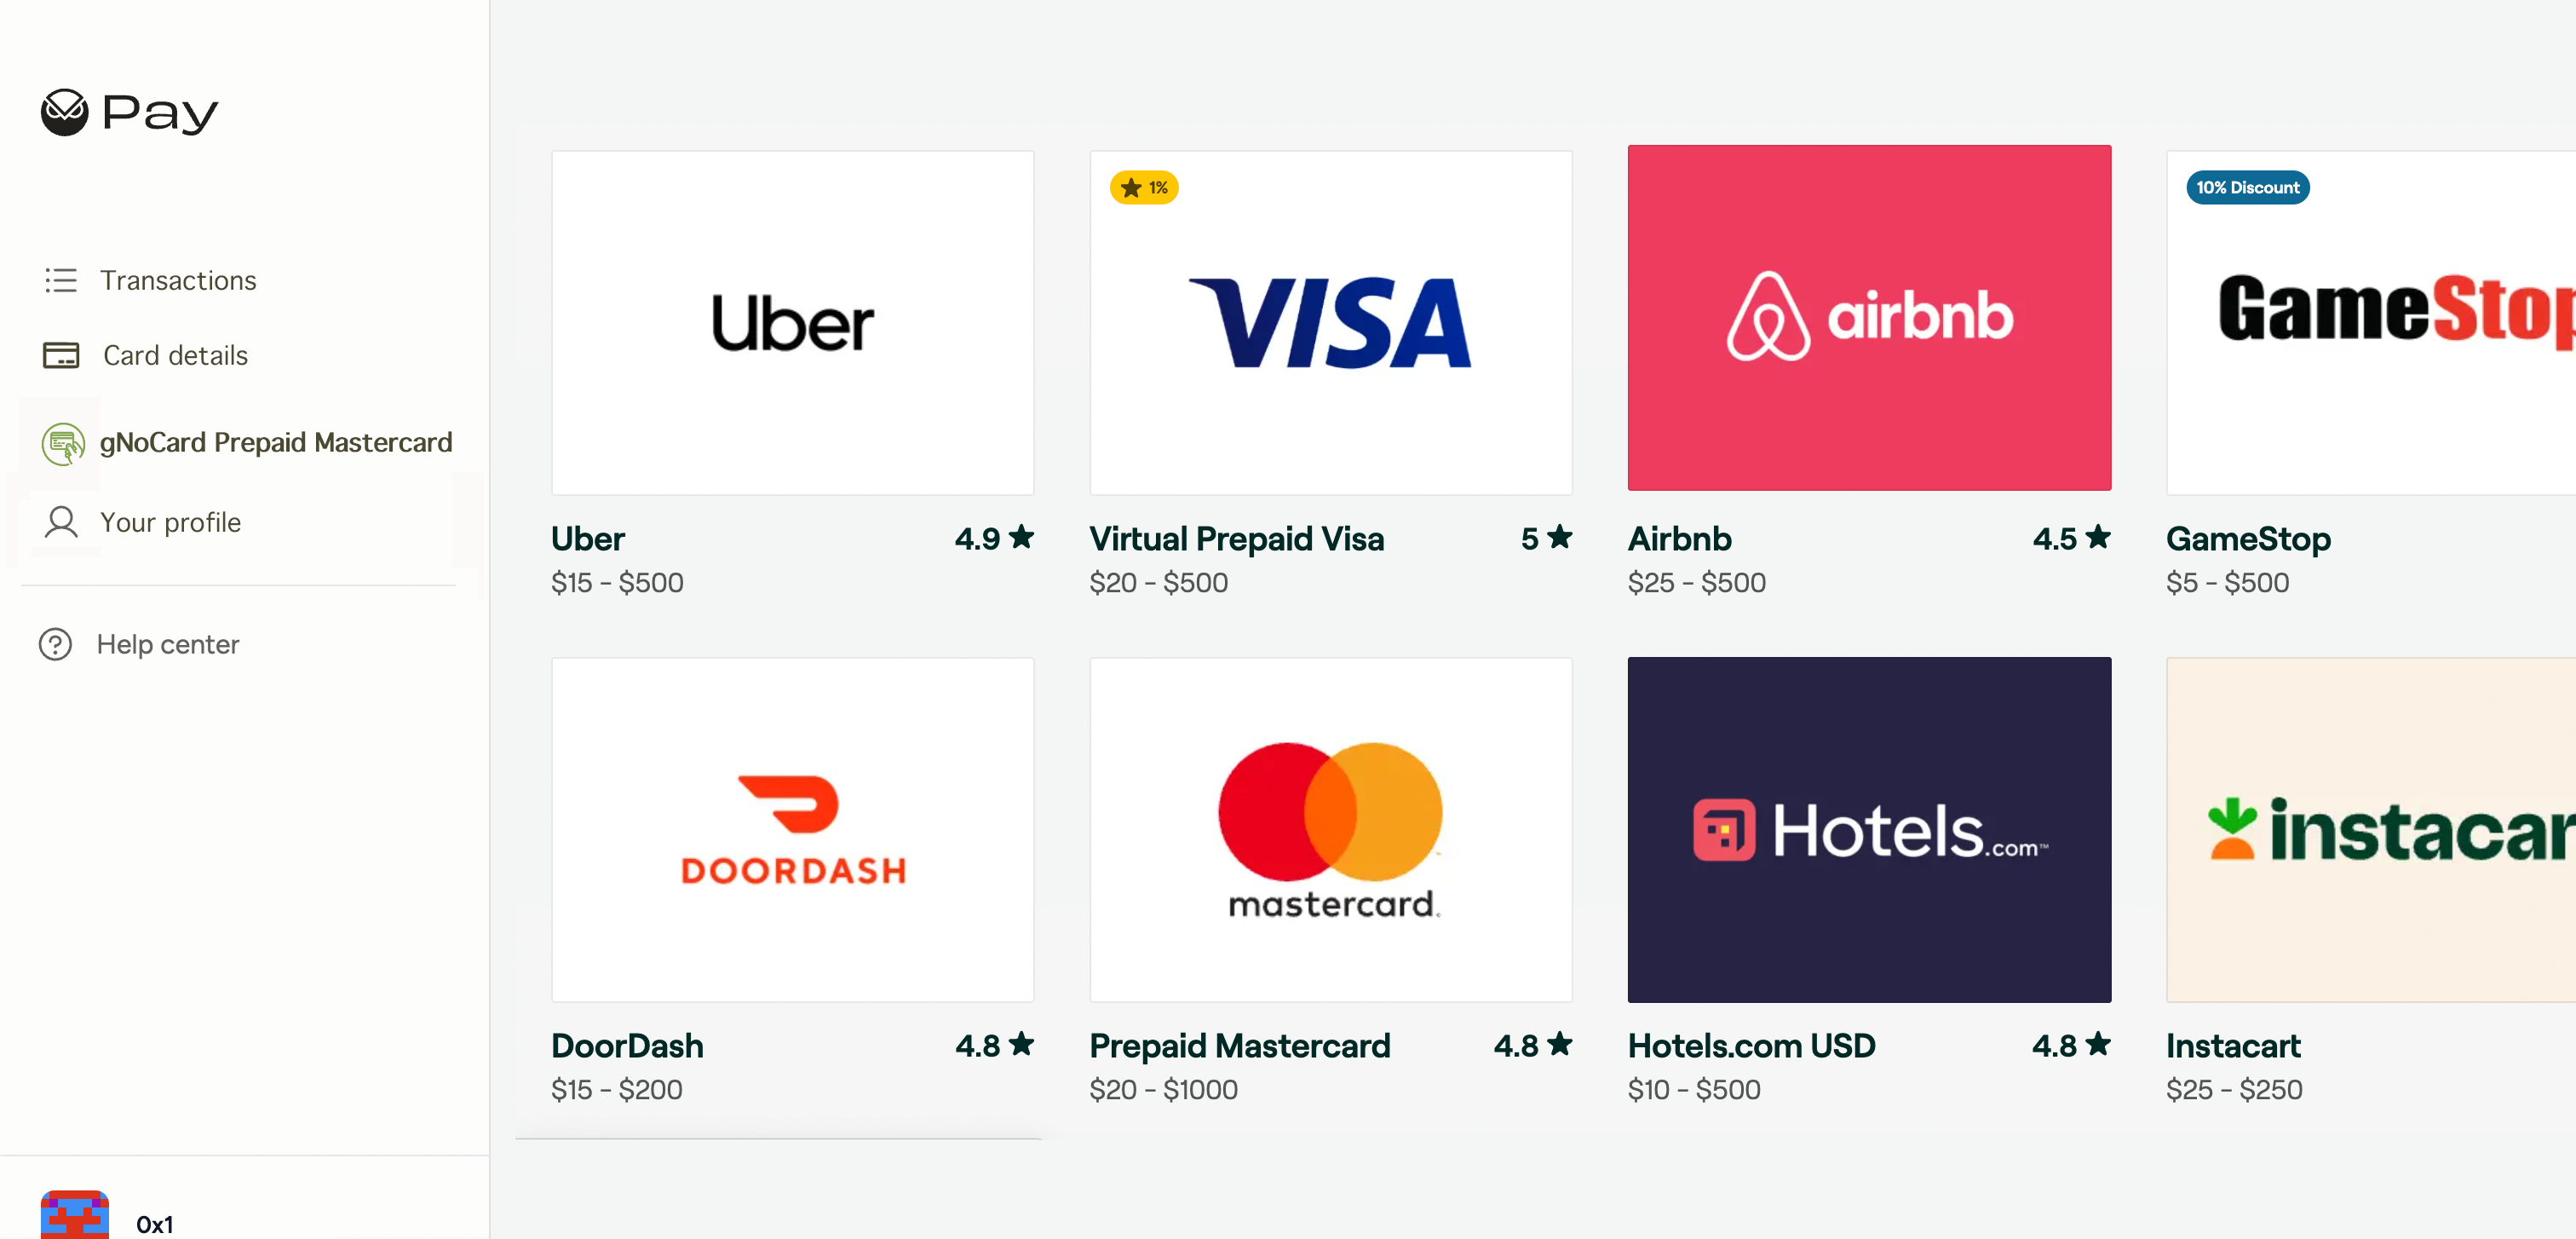 Pay
Transactions
Card details
gNoCard Prepaid Mastercard
Your profile
Help center
0x1
Uber
1%
VISA
airbnb
10% Discount
GameStop
Uber 4.9
$15 - $500
Virtual Prepaid Visa 5
$20 - $500
Airbnb 4.5
$25 - $500
GameStop
$5 - $500
DOORDASH
mastercard.
Hotels.com™
instacar
DoorDash 4.8
$15 - $200
Prepaid Mastercard 4.8
$20 - $1000
Hotels.com USD 4.8
$10 - $500
Instacart
$25 - $250